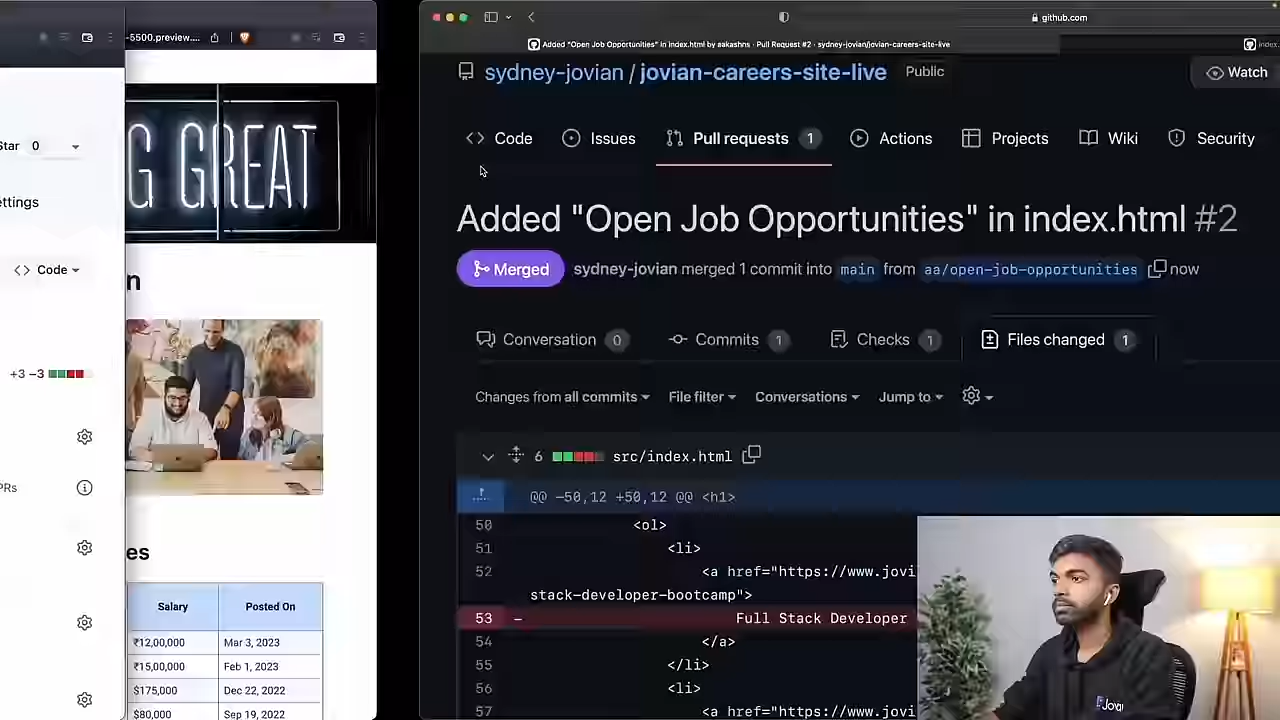 -5500.preview....
github.com
Added "Open Job Opportunities" in index.html by aakashns · Pull Request #2 · sydney-jovian/jovian-careers-site-live
index.
sydney-jovian / jovian-careers-site-live
Public
Watch
Star 0
G GREAT
Code
Issues
Pull requests 1
Actions
Projects
Wiki
Security
ettings
Added "Open Job Opportunities" in index.html #2
Code
n
Merged
sydney-jovian merged 1 commit into main from aa/open-job-opportunities now
Conversation 0
Commits 1
Checks 1
Files changed 1
+3 −3
Changes from all commits
File filter
Conversations
Jump to
6 src/index.html
PRs
@@ −50,12 +50,12 @@ <h1>
50 <ol>
51 <li>
52 <a href="https://www.jovi
stack-developer-bootcamp">
53 − Full Stack Developer
54 </a>
55 </li>
56 <li>
57 <a href="https://www.jovi
es
Salary Posted On
₹12,00,000 Mar 3, 2023
₹15,00,000 Feb 1, 2023
$175,000 Dec 22, 2022
$80,000 Sep 19, 2022
Jovi